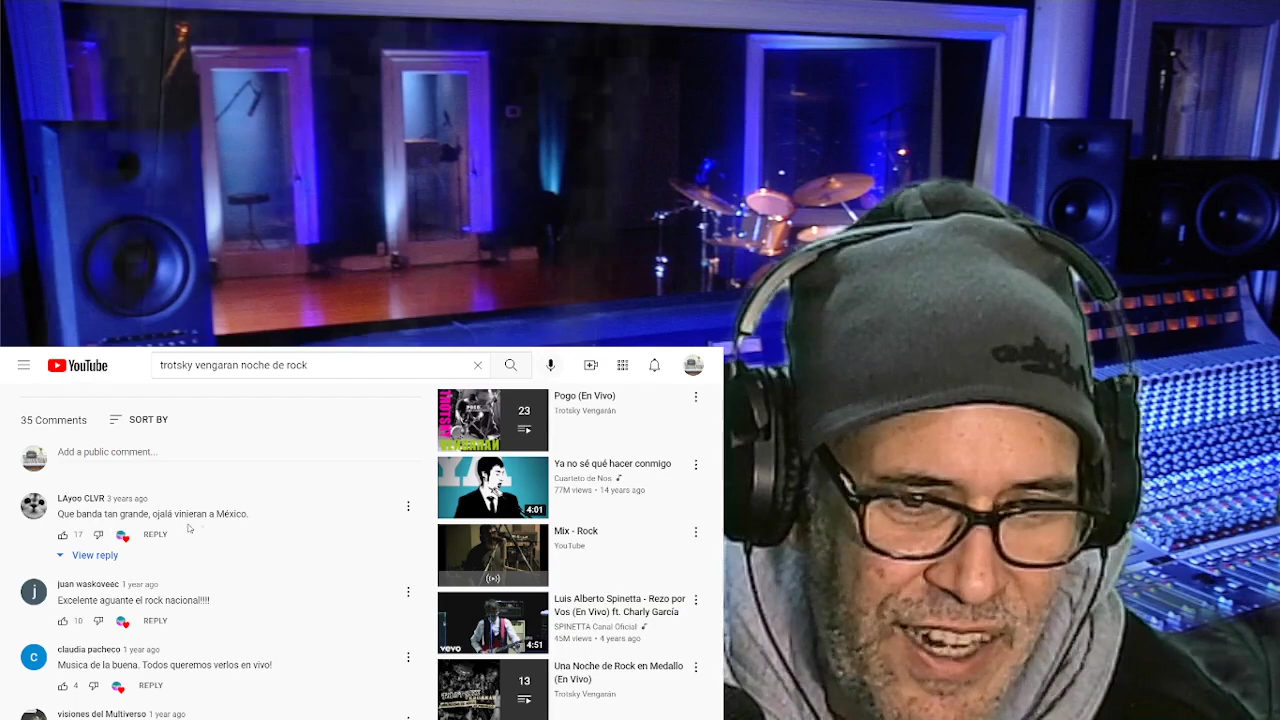 YouTube
trotsky vengaran noche de rock
35 Comments
SORT BY
Add a public comment...
LAyoo CLVR 3 years ago
Que banda tan grande, ojalá vinieran a México.
17
REPLY
View reply
j
juan waskoveec 1 year ago
Excelente aguante el rock nacional!!!!
10
REPLY
c
claudia pacheco 1 year ago
Musica de la buena. Todos queremos verlos en vivo!
4
REPLY
visiones del Multiverso 1 year ago
TROTSKY
POGO
VENGARAN
23
Pogo (En Vivo)
Trotsky Vengarán
YA
4:01
Ya no sé qué hacer conmigo
Cuarteto de Nos
77M views • 14 years ago
Mix - Rock
YouTube
vevo
4:51
Luis Alberto Spinetta - Rezo por
Vos (En Vivo) ft. Charly García
SPINETTA Canal Oficial
45M views • 4 years ago
13
Una Noche de Rock en Medallo
(En Vivo)
Trotsky Vengarán